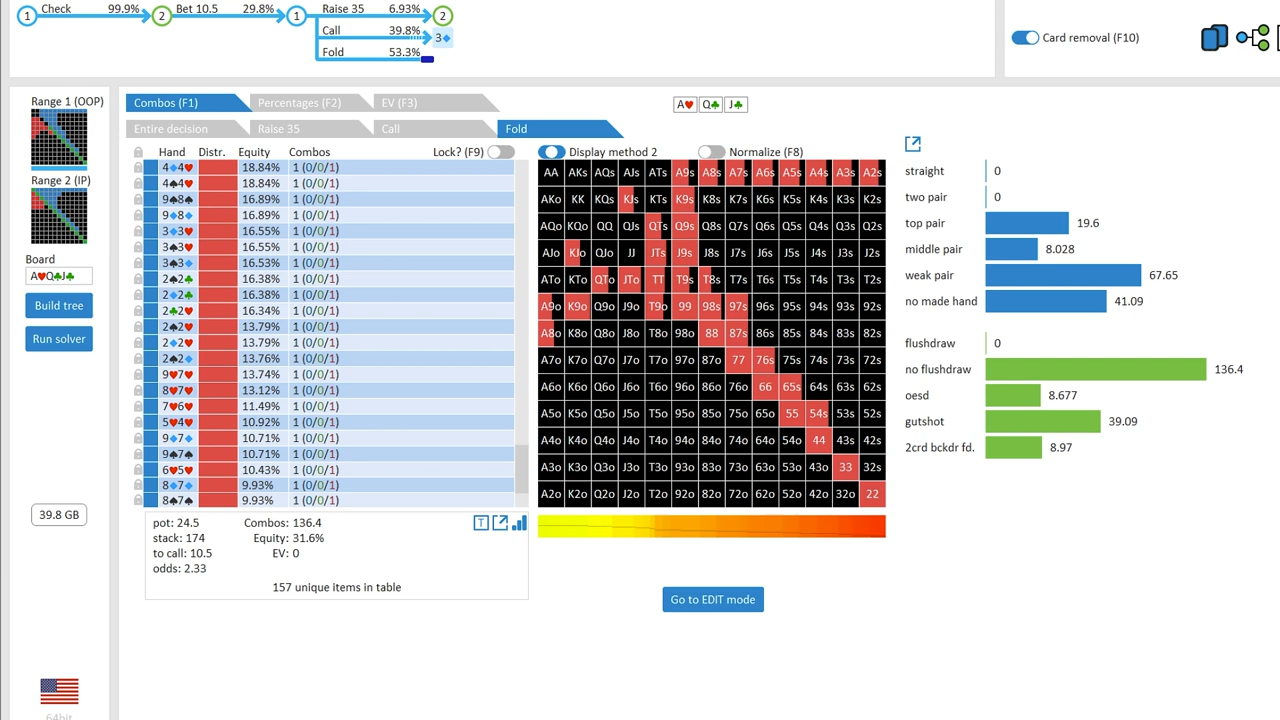 1 Check 99.9% 2 Bet 10.5 29.8% 1 Raise 35 6.93% 2
Call 39.8% 3♦
Fold 53.3%
Card removal (F10)
Range 1 (OOP)
Range 2 (IP)
Board
A♥Q♣J♣
Build tree
Run solver
39.8 GB
64bit
Combos (F1) Percentages (F2) EV (F3)
A♥ Q♣ J♣
Entire decision Raise 35 Call Fold
Hand Distr. Equity Combos Lock? (F9)
4♦4♥ 18.84% 1 (0/0/1)
4♠4♥ 18.84% 1 (0/0/1)
9♠8♠ 16.89% 1 (0/0/1)
9♦8♦ 16.89% 1 (0/0/1)
3♦3♥ 16.55% 1 (0/0/1)
3♠3♥ 16.55% 1 (0/0/1)
3♠3♦ 16.53% 1 (0/0/1)
2♠2♣ 16.38% 1 (0/0/1)
2♦2♣ 16.38% 1 (0/0/1)
2♣2♥ 16.34% 1 (0/0/1)
2♠2♥ 13.79% 1 (0/0/1)
2♦2♥ 13.79% 1 (0/0/1)
2♠2♦ 13.76% 1 (0/0/1)
9♥7♥ 13.74% 1 (0/0/1)
8♥7♥ 13.12% 1 (0/0/1)
7♥6♥ 11.49% 1 (0/0/1)
5♥4♥ 10.92% 1 (0/0/1)
9♦7♦ 10.71% 1 (0/0/1)
9♠7♠ 10.71% 1 (0/0/1)
6♥5♥ 10.43% 1 (0/0/1)
8♦7♦ 9.93% 1 (0/0/1)
8♠7♠ 9.93% 1 (0/0/1)
pot: 24.5 Combos: 136.4
stack: 174 Equity: 31.6%
to call: 10.5 EV: 0
odds: 2.33
157 unique items in table
T
Display method 2 Normalize (F8)
AA AKs AQs AJs ATs A9s A8s A7s A6s A5s A4s A3s A2s
AKo KK KQs KJs KTs K9s K8s K7s K6s K5s K4s K3s K2s
AQo KQo QQ QJs QTs Q9s Q8s Q7s Q6s Q5s Q4s Q3s Q2s
AJo KJo QJo JJ JTs J9s J8s J7s J6s J5s J4s J3s J2s
ATo KTo QTo JTo TT T9s T8s T7s T6s T5s T4s T3s T2s
A9o K9o Q9o J9o T9o 99 98s 97s 96s 95s 94s 93s 92s
A8o K8o Q8o J8o T8o 98o 88 87s 86s 85s 84s 83s 82s
A7o K7o Q7o J7o T7o 97o 87o 77 76s 75s 74s 73s 72s
A6o K6o Q6o J6o T6o 96o 86o 76o 66 65s 64s 63s 62s
A5o K5o Q5o J5o T5o 95o 85o 75o 65o 55 54s 53s 52s
A4o K4o Q4o J4o T4o 94o 84o 74o 64o 54o 44 43s 42s
A3o K3o Q3o J3o T3o 93o 83o 73o 63o 53o 43o 33 32s
A2o K2o Q2o J2o T2o 92o 82o 72o 62o 52o 42o 32o 22
Go to EDIT mode
straight 0
two pair 0
top pair 19.6
middle pair 8.028
weak pair 67.65
no made hand 41.09
flushdraw 0
no flushdraw 136.4
oesd 8.677
gutshot 39.09
2crd bckdr fd. 8.97